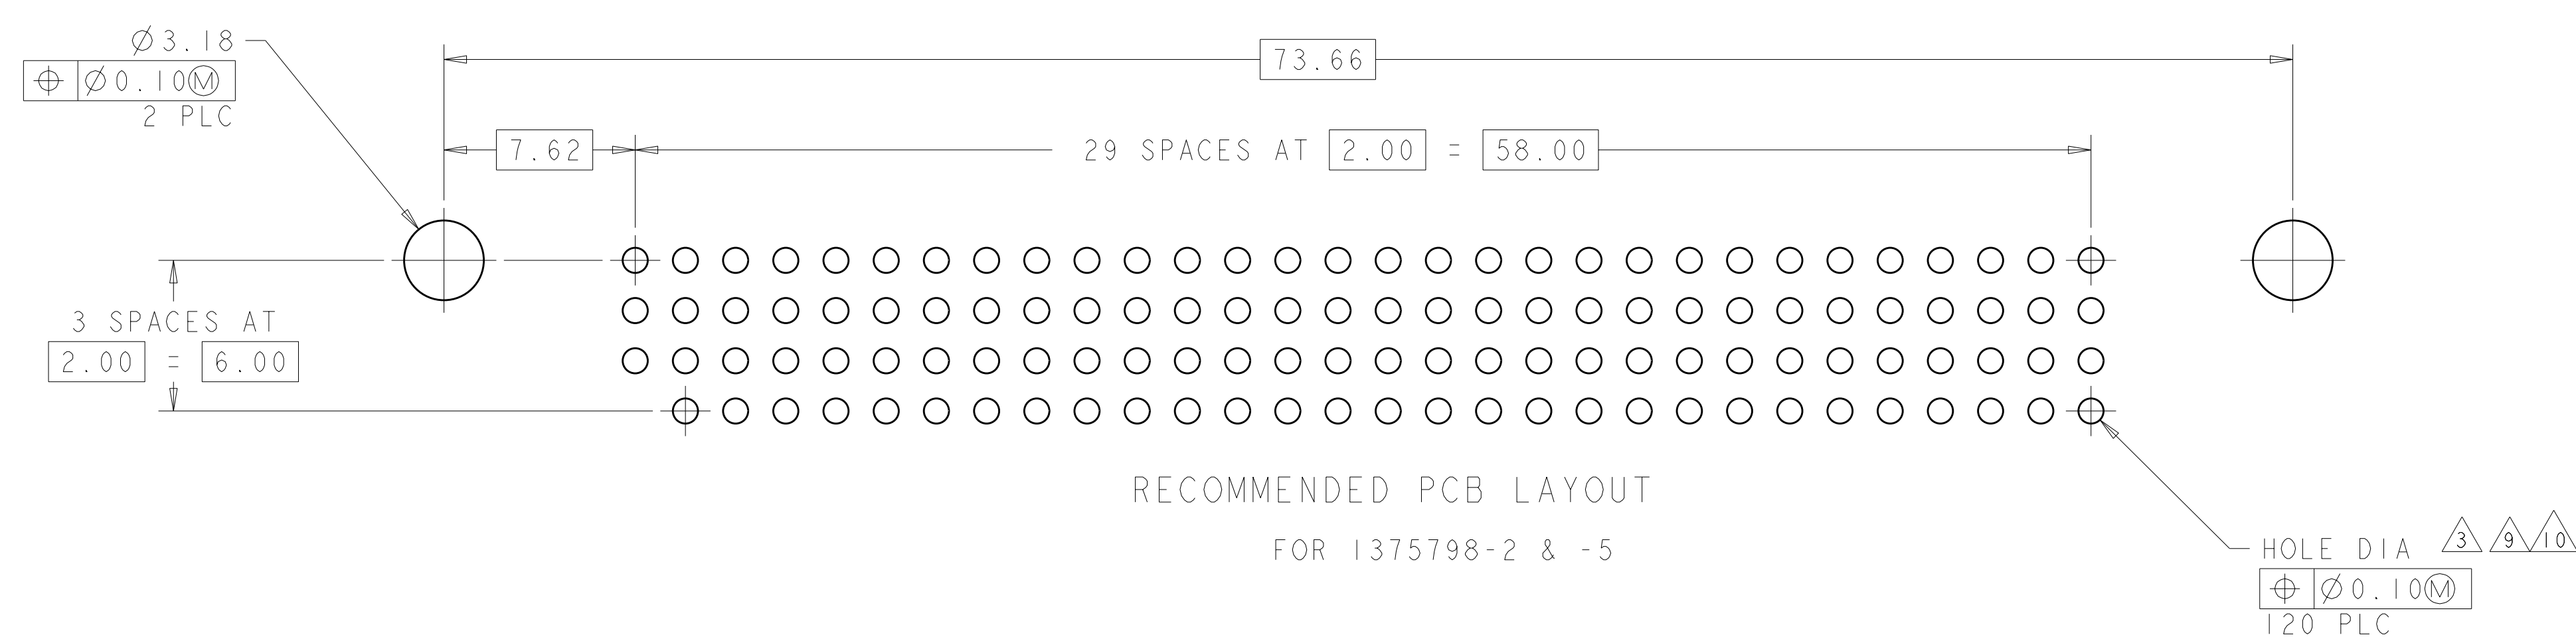 Ø3.18
⌖ Ø0.10Ⓜ
2 PLC
73.66
7.62
29 SPACES AT 2.00 = 58.00
3 SPACES AT
2.00 = 6.00
RECOMMENDED PCB LAYOUT
FOR 1375798-2 & -5
HOLE DIA 3 9 10
⌖ Ø0.10Ⓜ
120 PLC